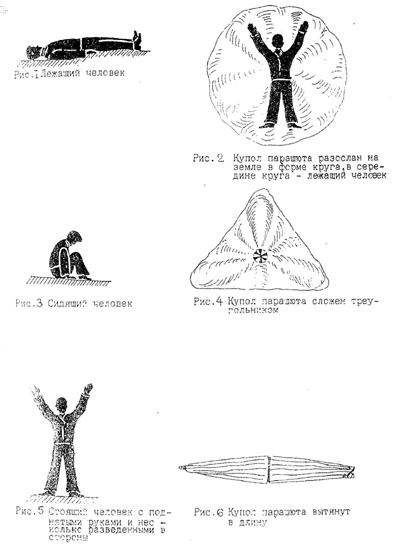 Рис.1 Лежащий человек
Рис.2 Купол парашюта разослан на
земле в форме круга, в сере-
дине круга - лежащий человек
Рис.3 Сидящий человек
Рис.4 Купол парашюта сложен треу-
гольником
Рис.5 Стоящий человек с под-
нятыми руками и нес -
колько разведенными в
стороны
Рис.6 Купол парашюта вытянут
в длину